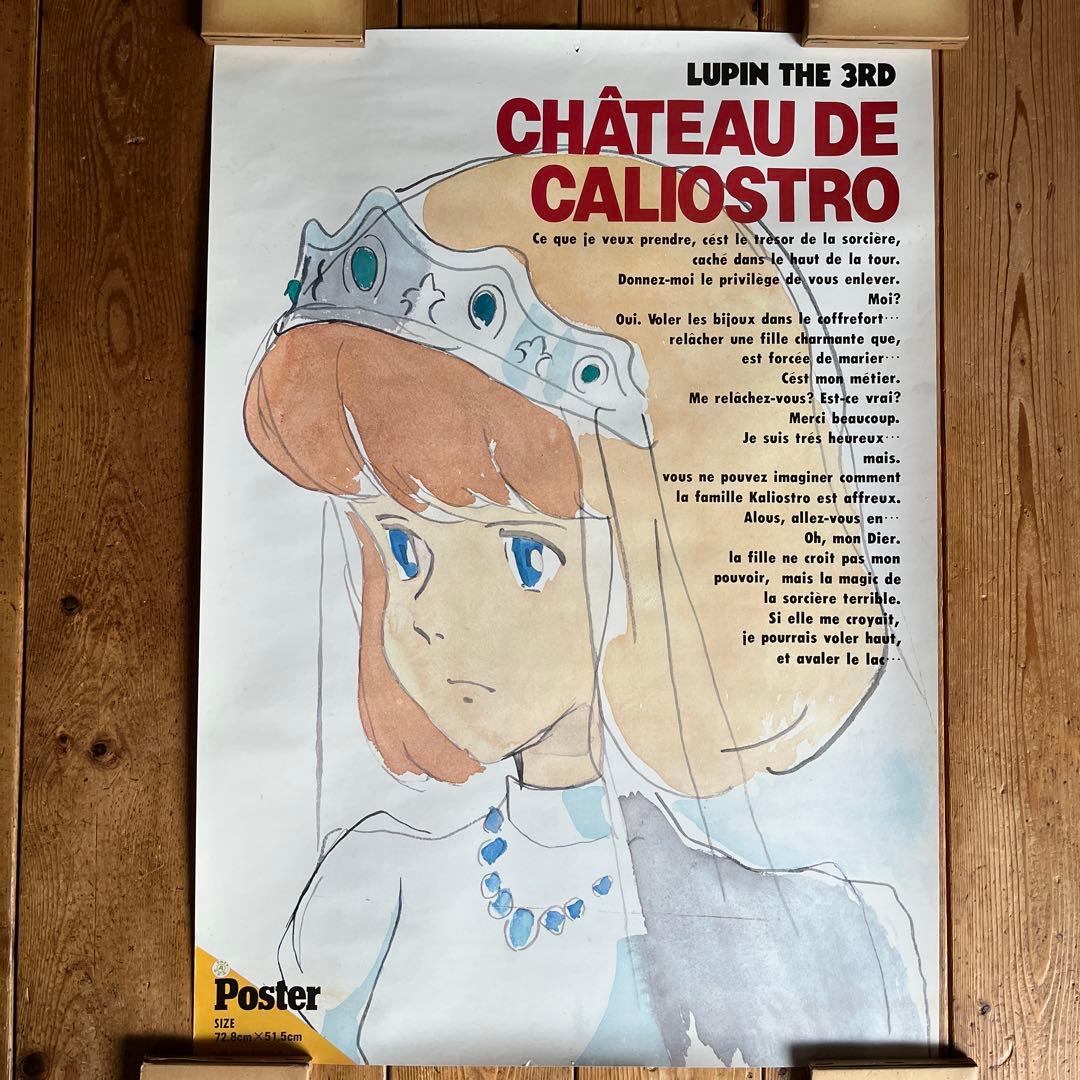 LUPIN THE 3RD
CHÂTEAU DE
CALIOSTRO
Ce que je veux prendre, cést le trésor de la sorcière,
caché dans le haut de la tour.
Donnez-moi le privilège de vous enlever.
Moi?
Oui. Voler les bijoux dans le coffrefort…
relâcher une fille charmante que,
est forcée de marier…
Cést mon métier.
Me relâchez-vous? Est-ce vrai?
Merci beaucoup.
Je suis trés heureux…
mais.
vous ne pouvez imaginer comment
la famille Kaliostro est affreux.
Alous, allez-vous en…
Oh, mon Dier.
la fille ne croit pas mon
pouvoir, mais la magic de
la sorcière terrible.
Si elle me croyait,
je pourrais voler haut,
et avaler le lac…
Poster
SIZE
72.8cm×51.5cm